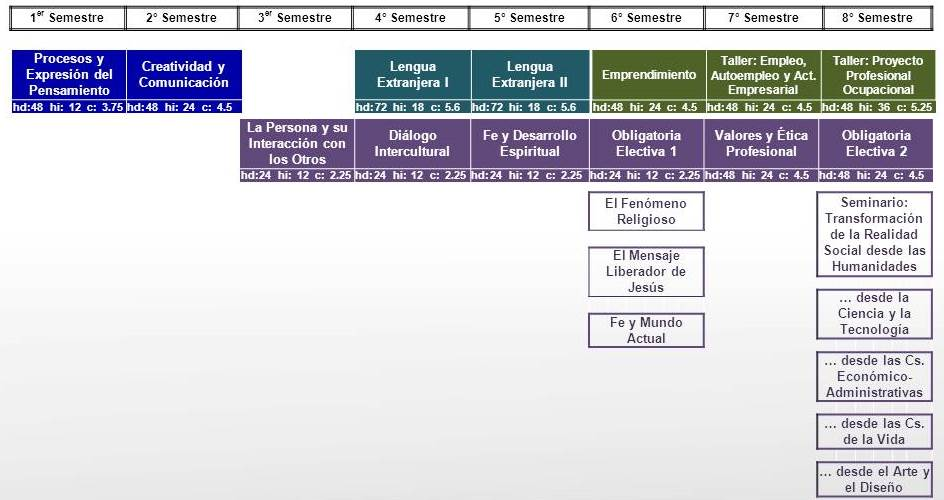 1er Semestre 2° Semestre 3er Semestre 4° Semestre 5° Semestre 6° Semestre 7° Semestre 8° Semestre
Procesos y
Expresión del
Pensamiento
hd:48 hi: 12 c: 3.75
Creatividad y
Comunicación
hd:48 hi: 24 c: 4.5
Lengua
Extranjera I
hd:72 hi: 18 c: 5.6
Lengua
Extranjera II
hd:72 hi: 18 c: 5.6
Emprendimiento
hd:48 hi: 24 c: 4.5
Taller: Empleo,
Autoempleo y Act.
Empresarial
hd:48 hi: 24 c: 4.5
Taller: Proyecto
Profesional
Ocupacional
hd:48 hi: 36 c: 5.25
La Persona y su
Interacción con
los Otros
hd:24 hi: 12 c: 2.25
Diálogo
Intercultural
hd:24 hi: 12 c: 2.25
Fe y Desarrollo
Espiritual
hd:24 hi: 12 c: 2.25
Obligatoria
Electiva 1
hd:24 hi: 12 c: 2.25
Valores y Ética
Profesional
hd:48 hi: 24 c: 4.5
Obligatoria
Electiva 2
hd:48 hi: 24 c: 4.5
El Fenómeno
Religioso
El Mensaje
Liberador de
Jesús
Fe y Mundo
Actual
Seminario:
Transformación
de la Realidad
Social desde las
Humanidades
… desde la
Ciencia y la
Tecnología
… desde las Cs.
Económico-
Administrativas
… desde las Cs.
de la Vida
… desde el Arte y
el Diseño